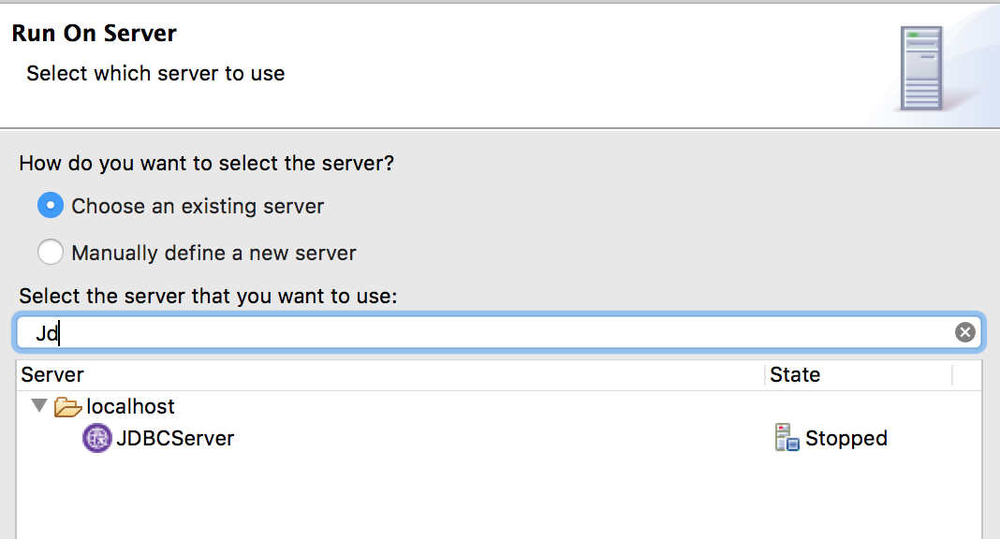 Run On Server
Select which server to use
How do you want to select the server?
Choose an existing server
Manually define a new server
Select the server that you want to use:
Jd
Server State
localhost
JDBCServer Stopped